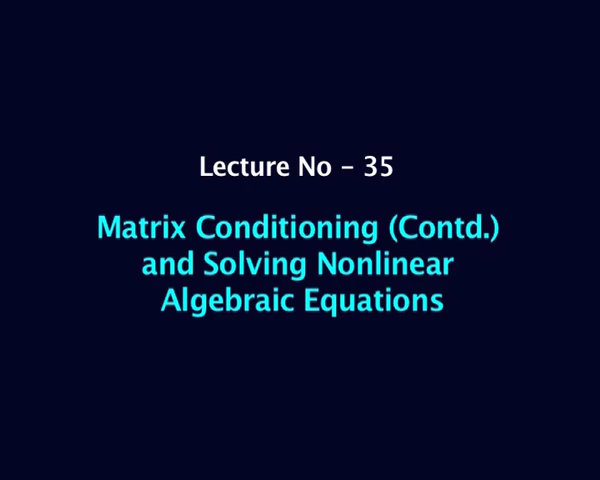 Lecture No – 35
Matrix Conditioning (Contd.)
and Solving Nonlinear
Algebraic Equations